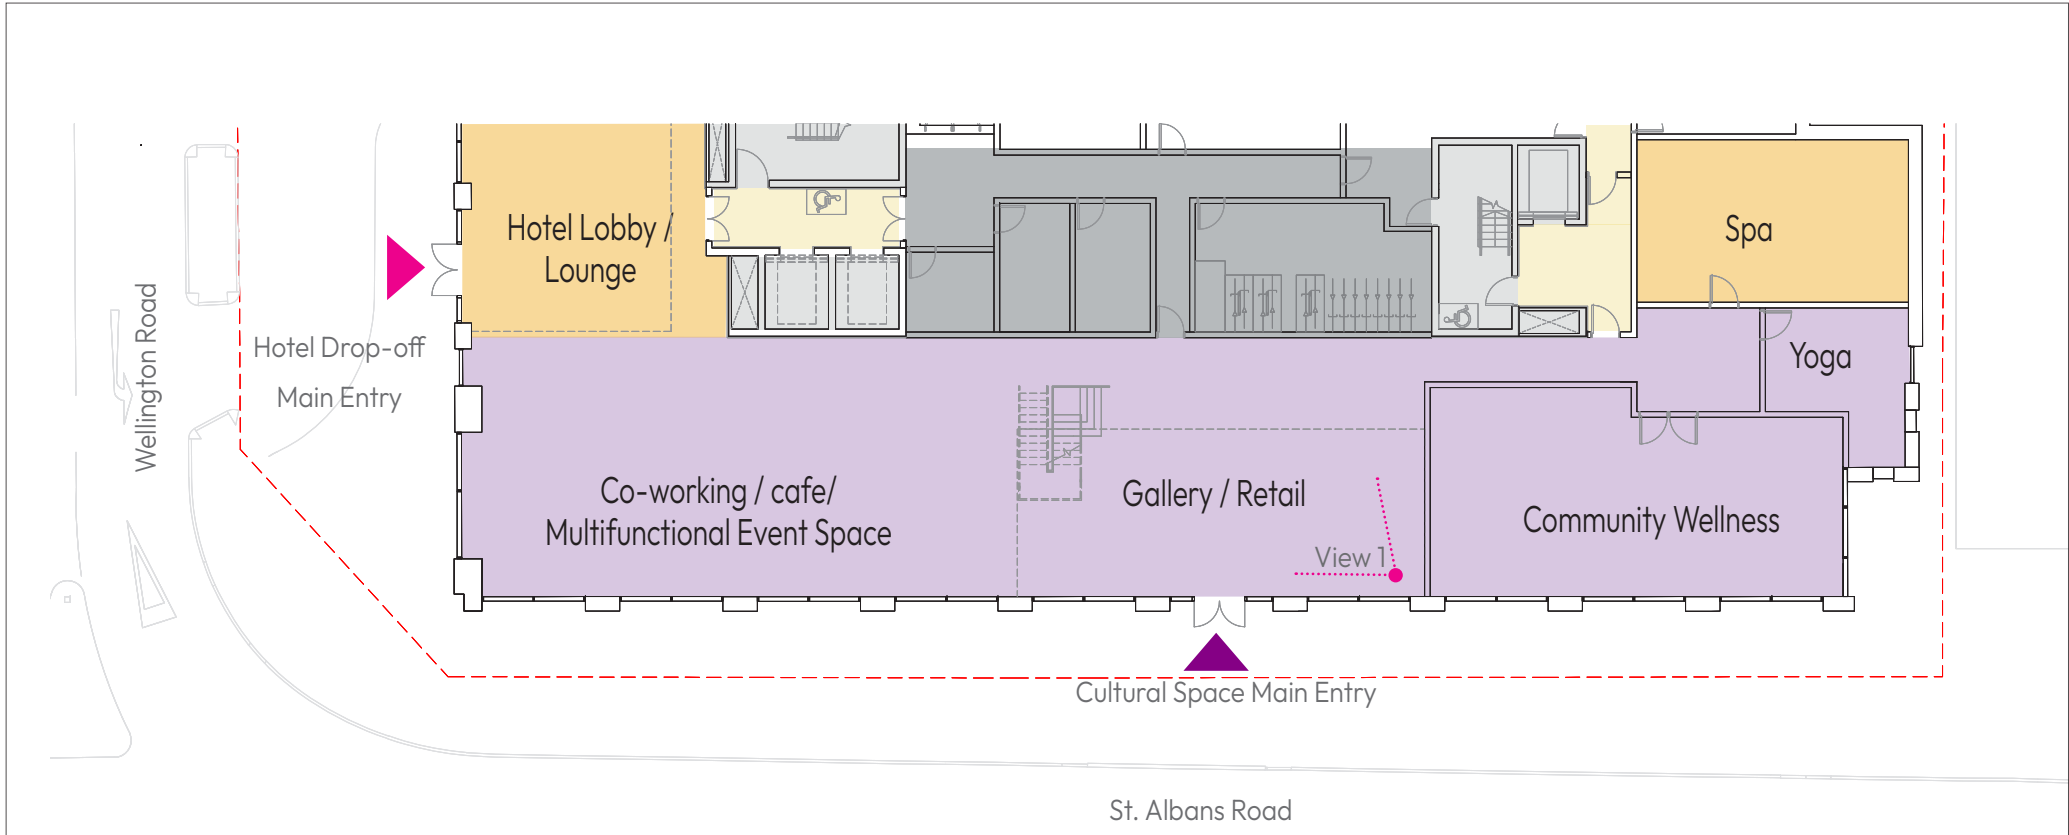 Hotel Lobby /
Lounge
Spa
Wellington Road
Hotel Drop-off
Main Entry
Yoga
Co-working / cafe/
Multifunctional Event Space
Gallery / Retail
View 1
Community Wellness
Cultural Space Main Entry
St. Albans Road